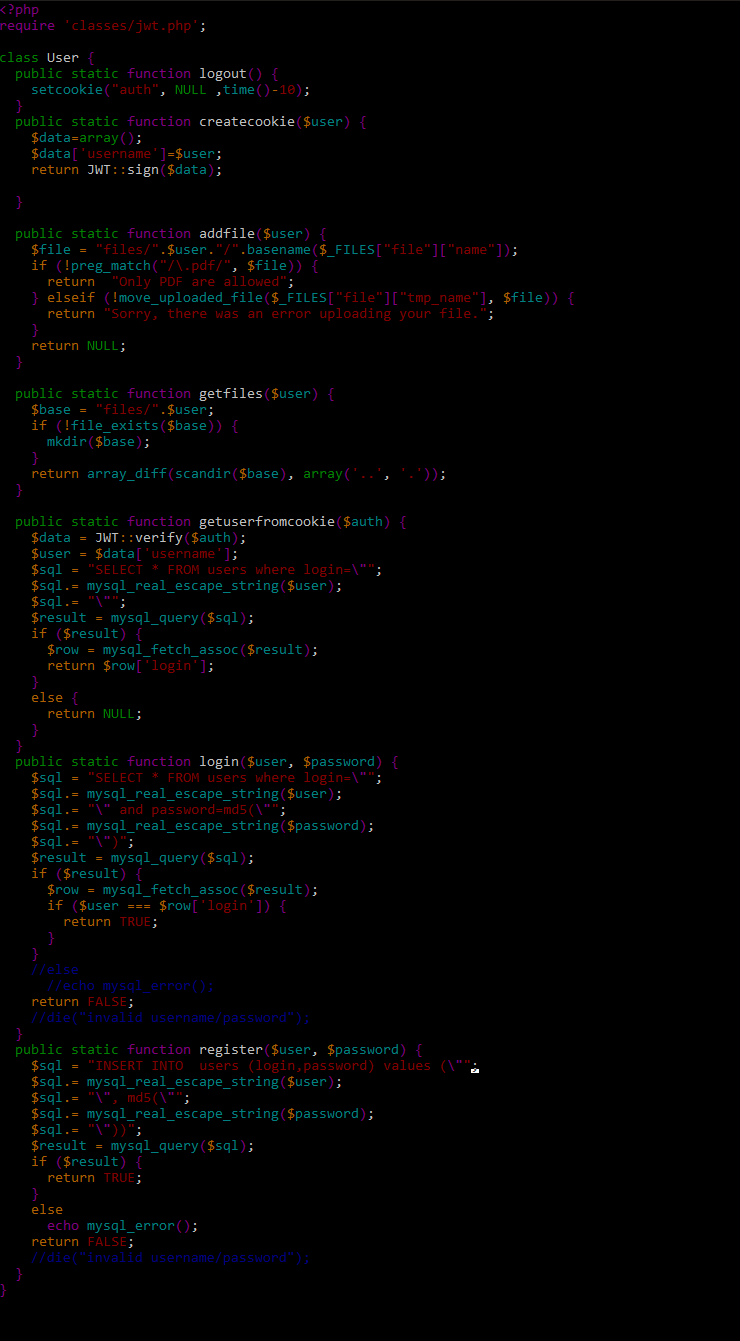 <?php
require 'classes/jwt.php';
class User {
public static function logout() {
setcookie("auth", NULL ,time()-10);
}
public static function createcookie($user) {
$data=array();
$data['username']=$user;
return JWT::sign($data);
}
public static function addfile($user) {
$file = "files/".$user."/".basename($_FILES["file"]["name"]);
if (!preg_match("/\.pdf/", $file)) {
return  "Only PDF are allowed";
} elseif (!move_uploaded_file($_FILES["file"]["tmp_name"], $file)) {
return "Sorry, there was an error uploading your file.";
}
return NULL;
}
public static function getfiles($user) {
$base = "files/".$user;
if (!file_exists($base)) {
mkdir($base);
}
return array_diff(scandir($base), array('..', '.'));
}
public static function getuserfromcookie($auth) {
$data = JWT::verify($auth);
$user = $data['username'];
$sql = "SELECT * FROM users where login=\"";
$sql.= mysql_real_escape_string($user);
$sql.= "\"";
$result = mysql_query($sql);
if ($result) {
$row = mysql_fetch_assoc($result);
return $row['login'];
}
else {
return NULL;
}
}
public static function login($user, $password) {
$sql = "SELECT * FROM users where login=\"";
$sql.= mysql_real_escape_string($user);
$sql.= "\" and password=md5(\"";
$sql.= mysql_real_escape_string($password);
$sql.= "\")";
$result = mysql_query($sql);
if ($result) {
$row = mysql_fetch_assoc($result);
if ($user === $row['login']) {
return TRUE;
}
}
//else
//echo mysql_error();
return FALSE;
//die("invalid username/password");
}
public static function register($user, $password) {
$sql = "INSERT INTO  users (login,password) values (\"";
$sql.= mysql_real_escape_string($user);
$sql.= "\", md5(\"";
$sql.= mysql_real_escape_string($password);
$sql.= "\"))";
$result = mysql_query($sql);
if ($result) {
return TRUE;
}
else
echo mysql_error();
return FALSE;
//die("invalid username/password");
}
}